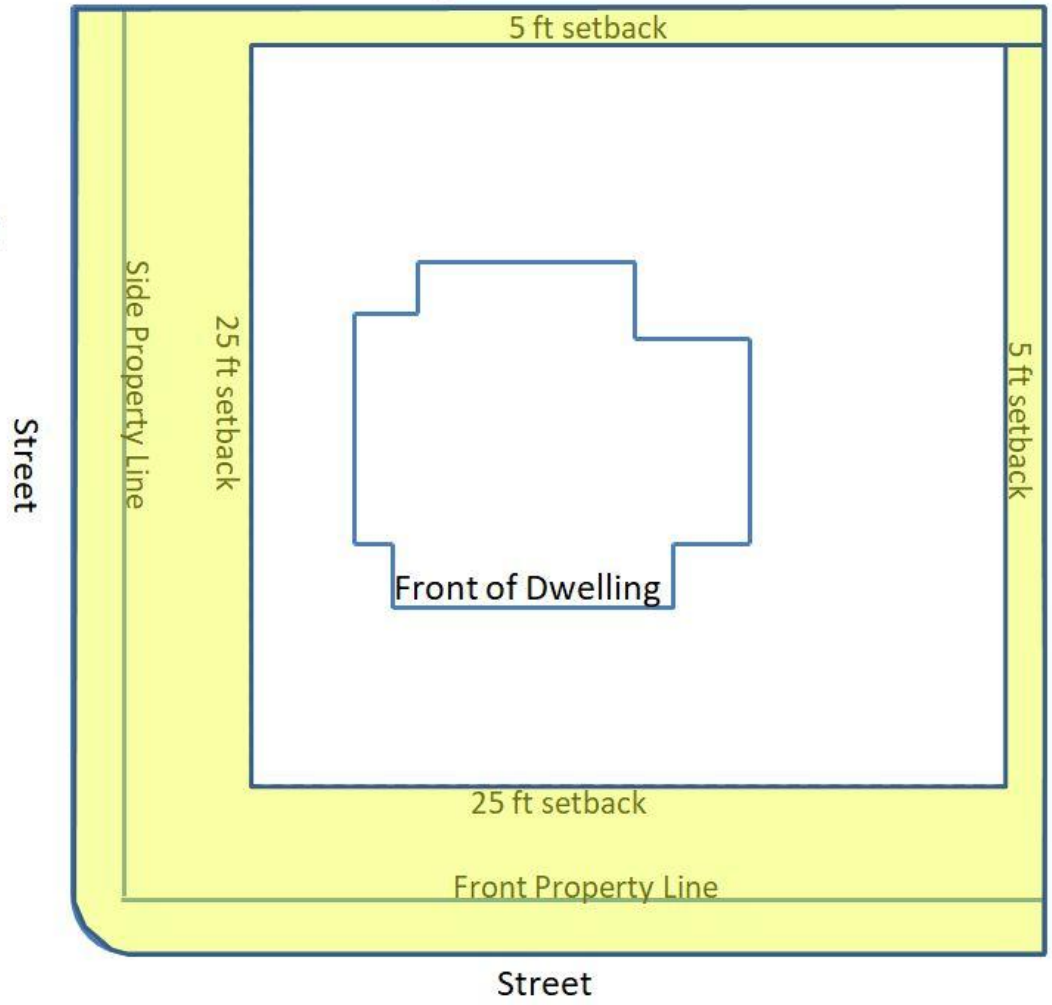 5 ft setback
Side Property Line
25 ft setback
5 ft setback
Street
Front of Dwelling
25 ft setback
Front Property Line
Street